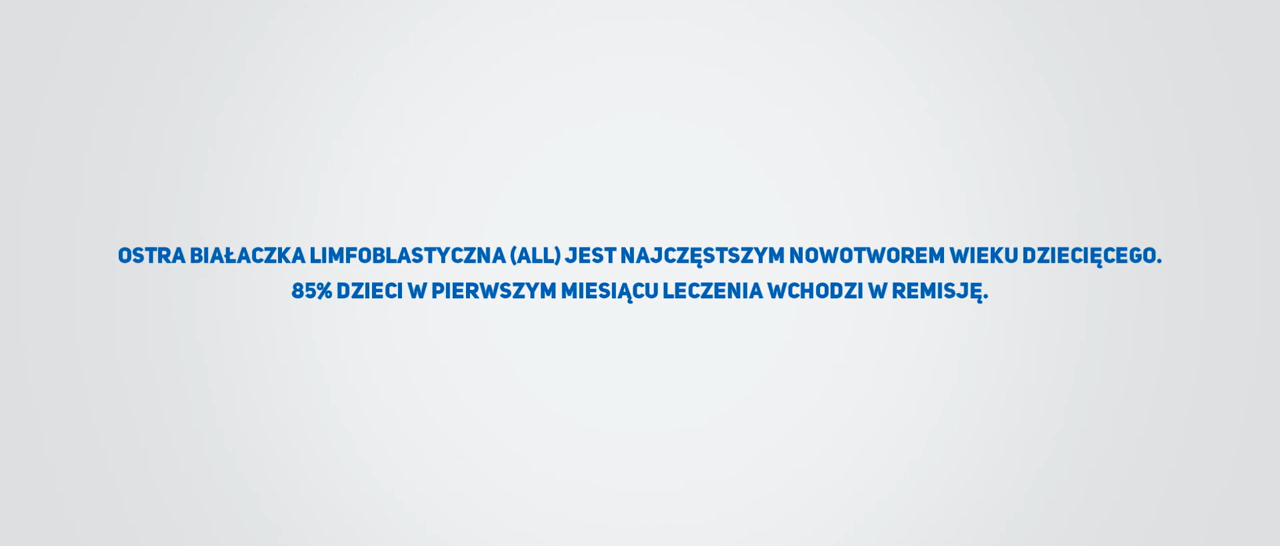 OSTRA BIAŁACZKA LIMFOBLASTYCZNA (ALL) JEST NAJCZĘSTSZYM NOWOTWOREM WIEKU DZIECIĘCEGO.
85% DZIECI W PIERWSZYM MIESIĄCU LECZENIA WCHODZI W REMISJĘ.